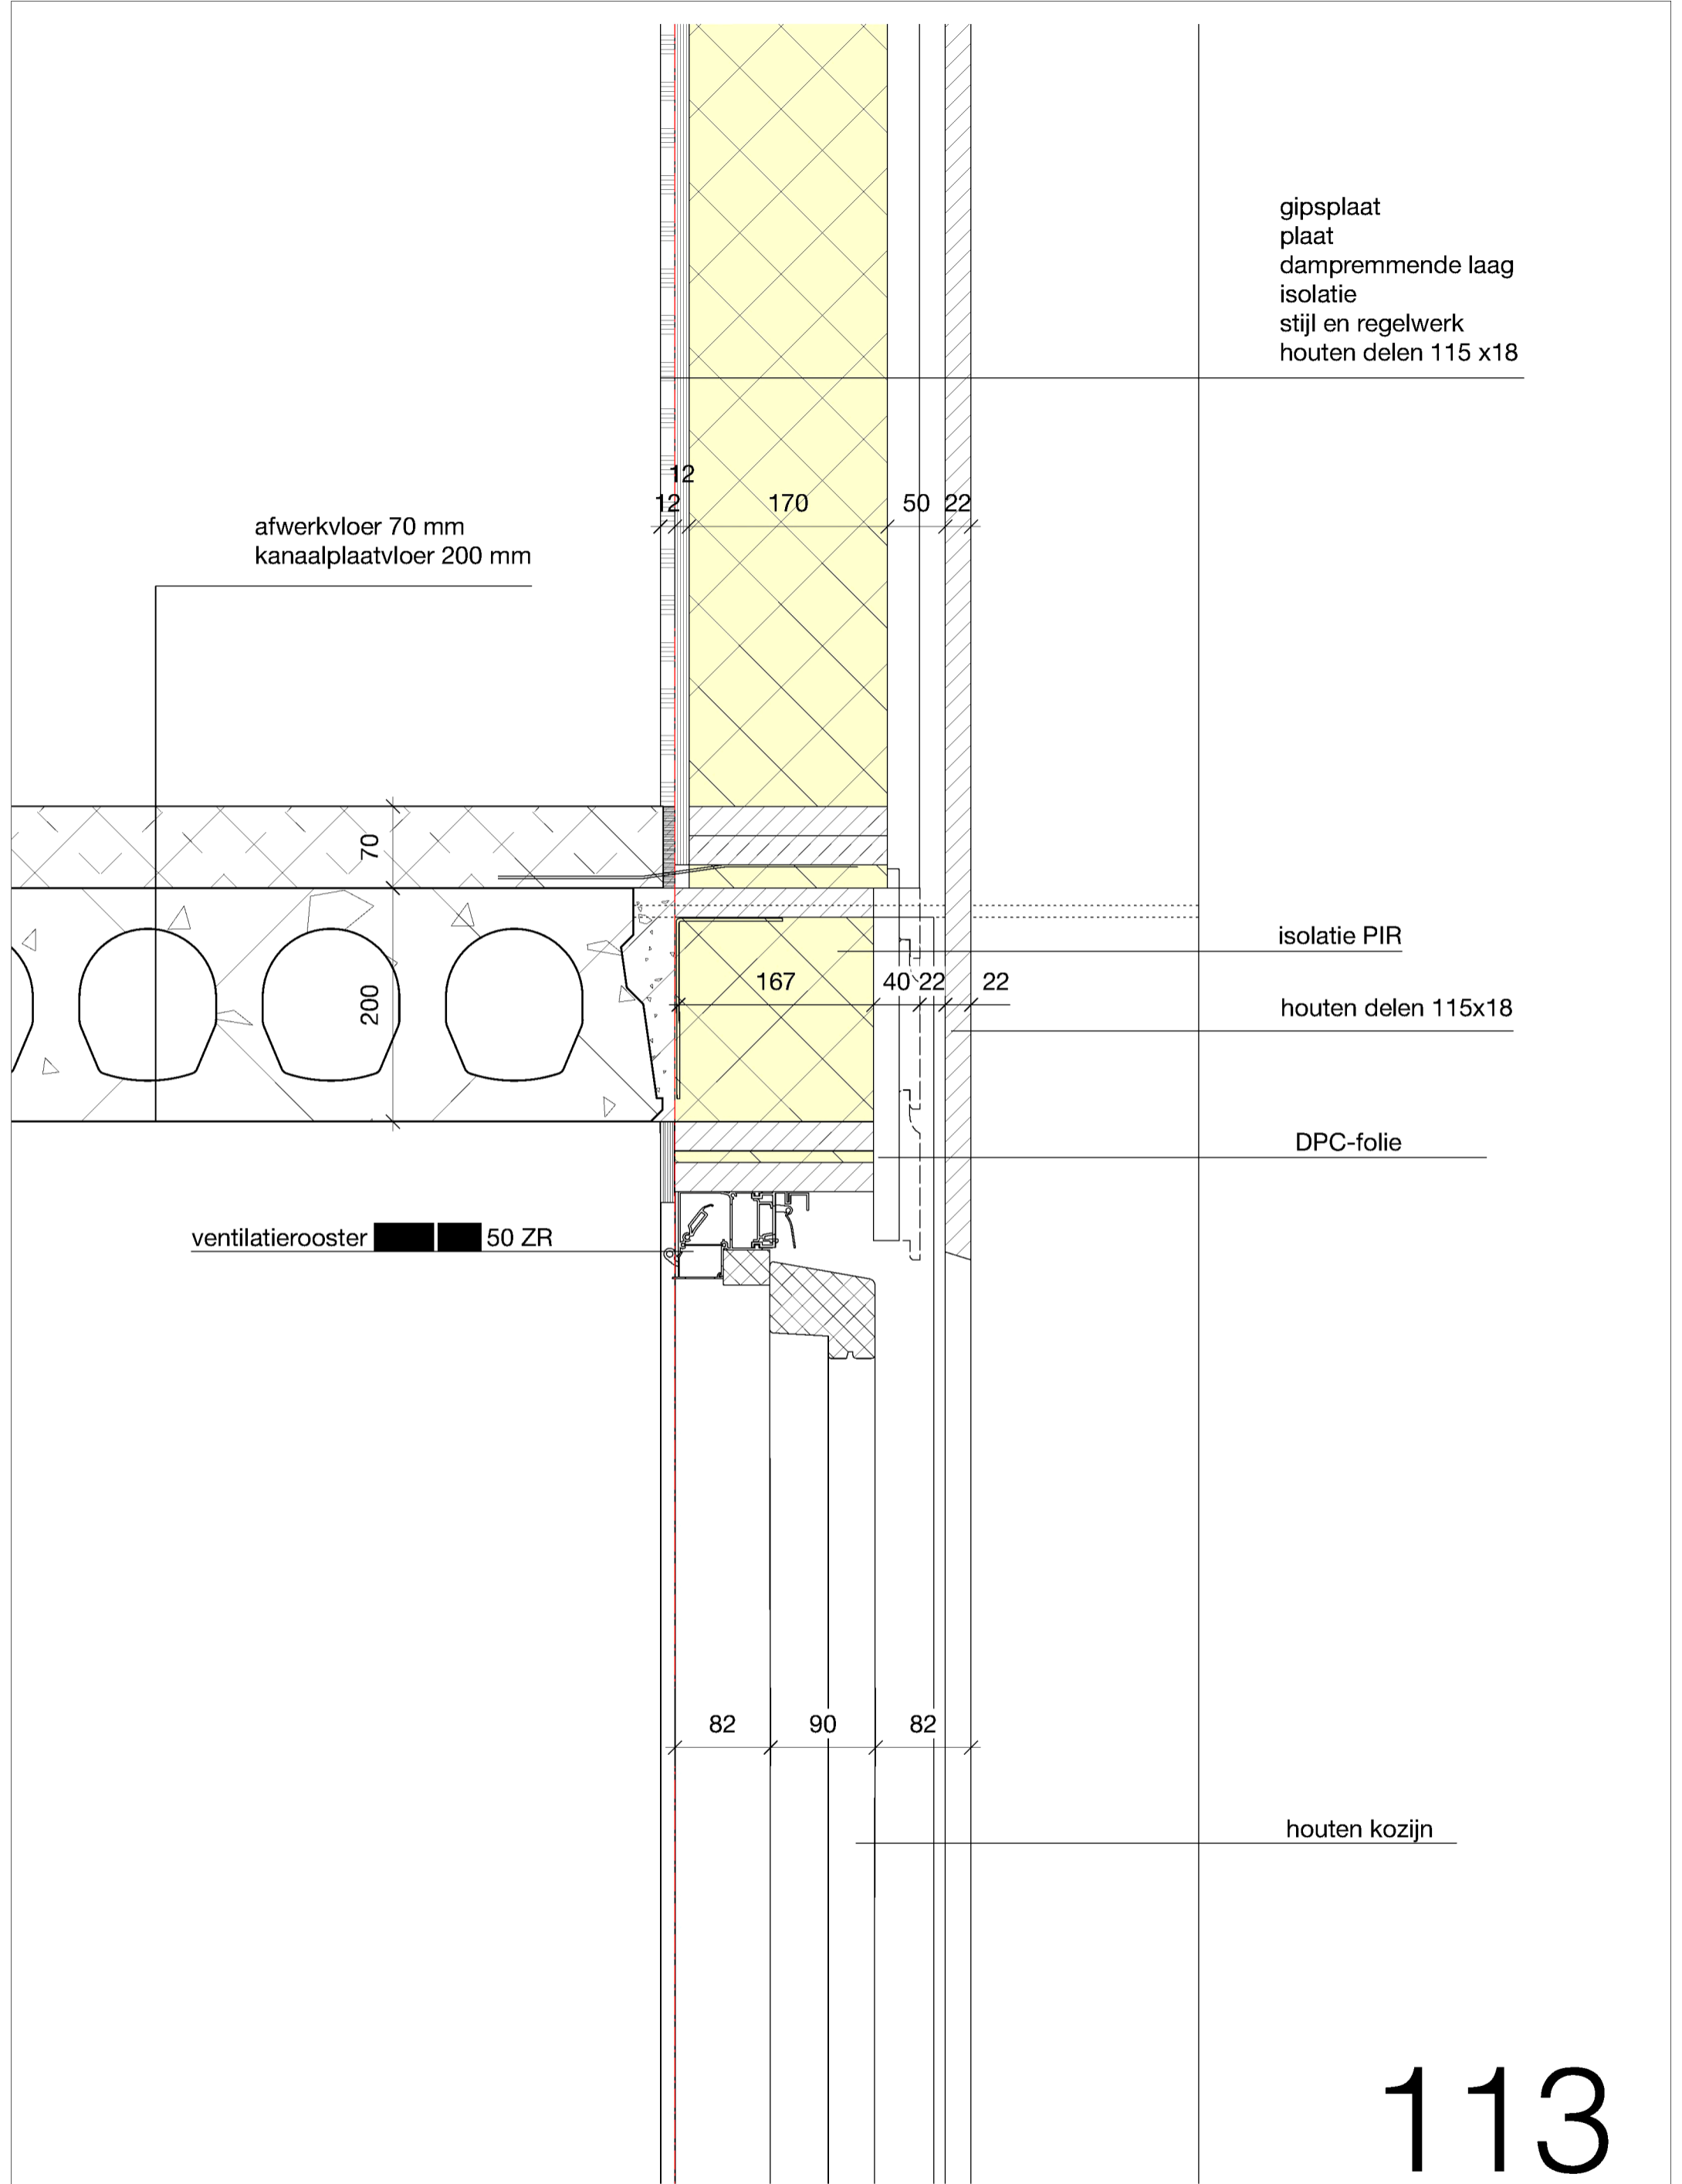 gipsplaat
plaat
dampremmende laag
isolatie
stijl en regelwerk
houten delen 115 x18
12
12 170 50 22
afwerkvloer 70 mm
kanaalplaatvloer 200 mm
70
isolatie PIR
167 40 22 22
200
houten delen 115x18
DPC-folie
ventilatierooster 50 ZR
82 90 82
houten kozijn
113